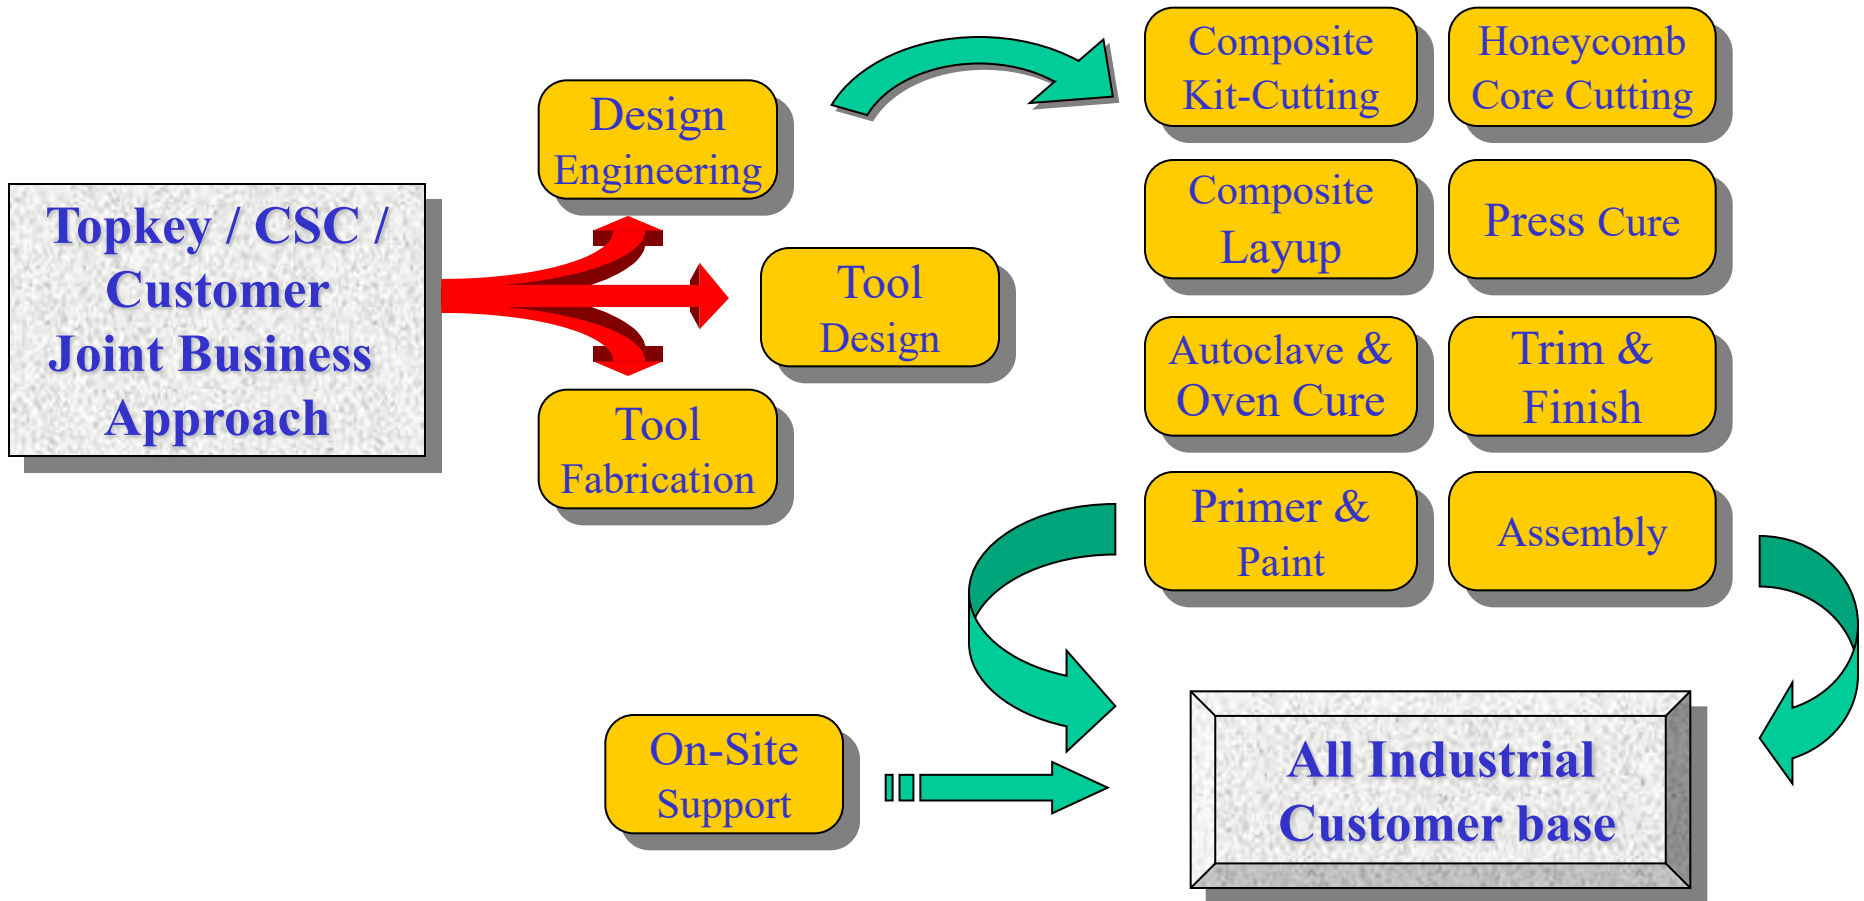 Topkey / CSC /
Customer
Joint Business
Approach
Design
Engineering
Tool
Design
Tool
Fabrication
Composite
Kit-Cutting
Honeycomb
Core Cutting
Composite
Layup
Press Cure
Autoclave &
Oven Cure
Trim &
Finish
Primer &
Paint
Assembly
On-Site
Support
All Industrial
Customer base